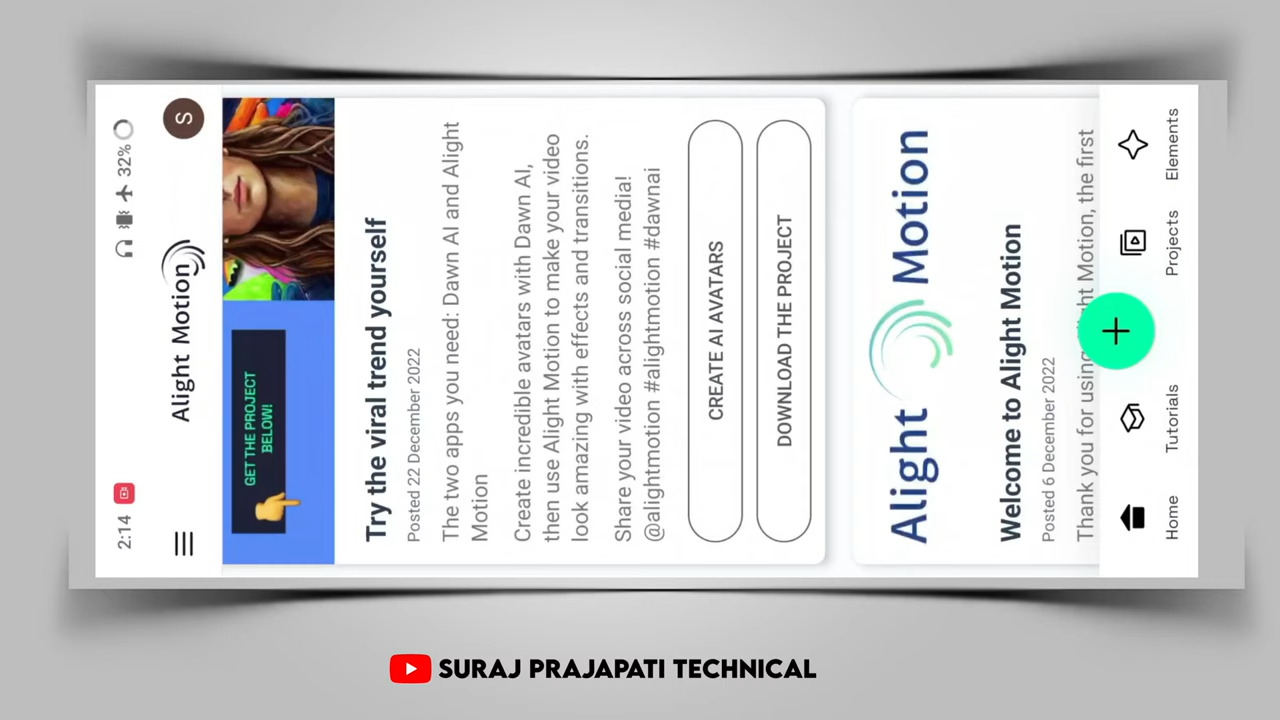 2:14
32%
Alight Motion
S
GET THE PROJECT
BELOW!
Try the viral trend yourself
Posted 22 December 2022
The two apps you need: Dawn AI and Alight
Motion
Create incredible avatars with Dawn AI,
then use Alight Motion to make your video
look amazing with effects and transitions.
Share your video across social media!
@alightmotion #alightmotion #dawnai
CREATE AI AVATARS
DOWNLOAD THE PROJECT
Alight Motion
Welcome to Alight Motion
Posted 6 December 2022
Thank you for using Alight Motion, the first
Home
Tutorials
Projects
Elements
SURAJ PRAJAPATI TECHNICAL